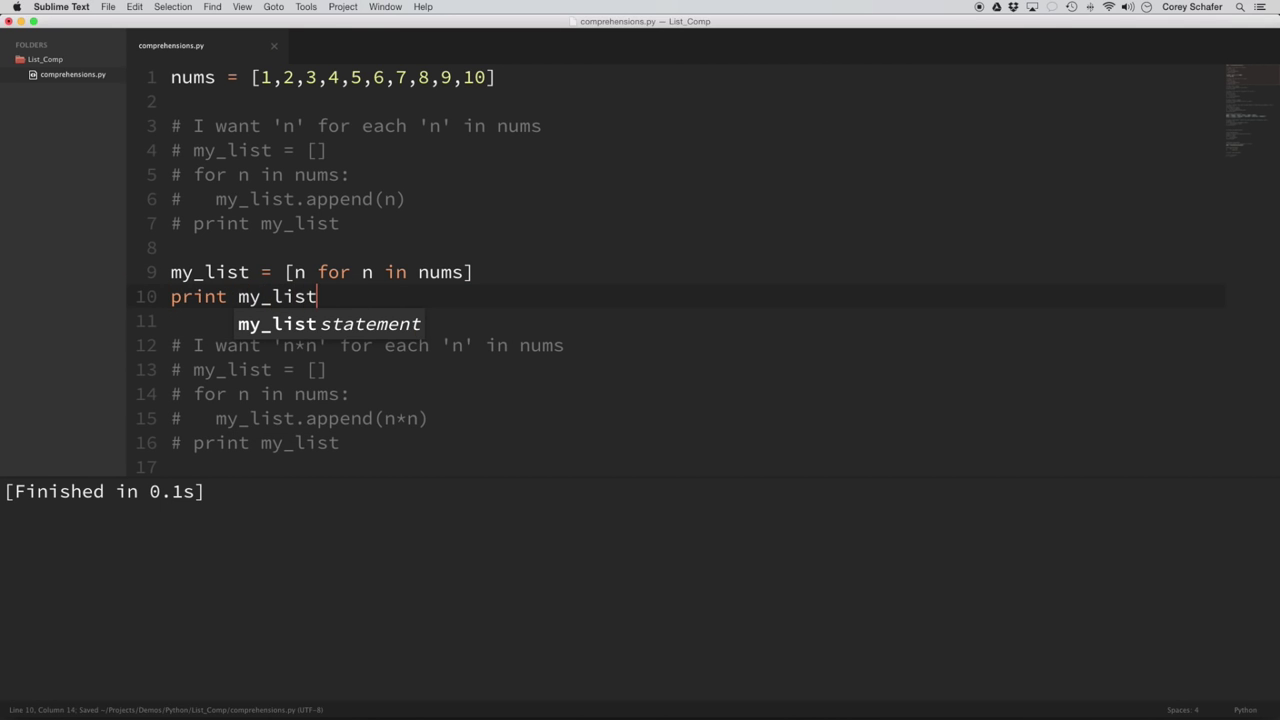 Sublime Text File Edit Selection Find View Goto Tools Project Window Help Corey Schafer
comprehensions.py — List_Comp
FOLDERS
List_Comp
comprehensions.py
comprehensions.py
1 nums = [1,2,3,4,5,6,7,8,9,10]
2
3 # I want 'n' for each 'n' in nums
4 # my_list = []
5 # for n in nums:
6 #   my_list.append(n)
7 # print my_list
8
9 my_list = [n for n in nums]
10 print my_list
my_list statement
11
12 # I want 'n*n' for each 'n' in nums
13 # my_list = []
14 # for n in nums:
15 #   my_list.append(n*n)
16 # print my_list
17
[Finished in 0.1s]
Line 10, Column 14; Saved ~/Projects/Demos/Python/List_Comp/comprehensions.py (UTF-8) Spaces: 4 Python